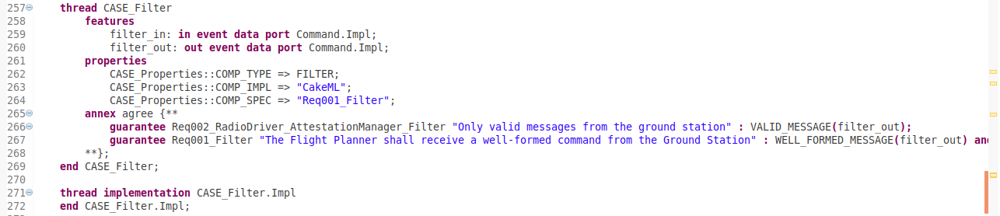 257 thread CASE_Filter
258 features
259 filter_in: in event data port Command.Impl;
260 filter_out: out event data port Command.Impl;
261 properties
262 CASE_Properties::COMP_TYPE => FILTER;
263 CASE_Properties::COMP_IMPL => "CakeML";
264 CASE_Properties::COMP_SPEC => "Req001_Filter";
265 annex agree {**
266 guarantee Req002_RadioDriver_AttestationManager_Filter "Only valid messages from the ground station" : VALID_MESSAGE(filter_out);
267 guarantee Req001_Filter "The Flight Planner shall receive a well-formed command from the Ground Station" : WELL_FORMED_MESSAGE(filter_out)
268 **};
269 end CASE_Filter;
270
271 thread implementation CASE_Filter.Impl
272 end CASE_Filter.Impl;